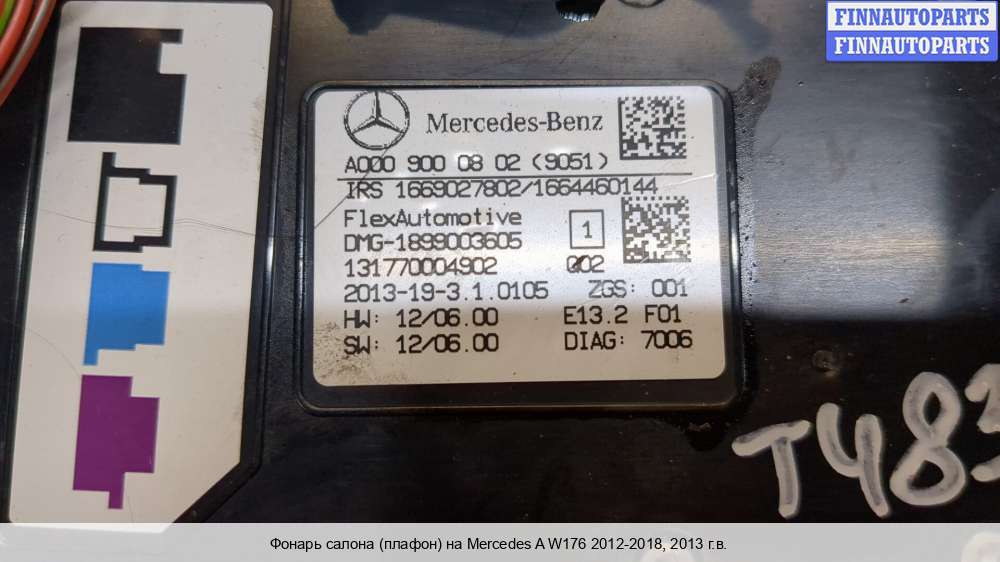 FINNAUTOPARTS
FINNAUTOPARTS
Mercedes-Benz
A000 900 08 02 (9051)
IRS 1669027802/1664460144
FlexAutomotive
DMG-1899003605
1
131770004902 002
2013-19-3.1.0105 ZGS: 001
HW: 12/06.00 E13.2 F01
SW: 12/06.00 DIAG: 7006
T483
Фонарь салона (плафон) на Mercedes A W176 2012-2018, 2013 г.в.